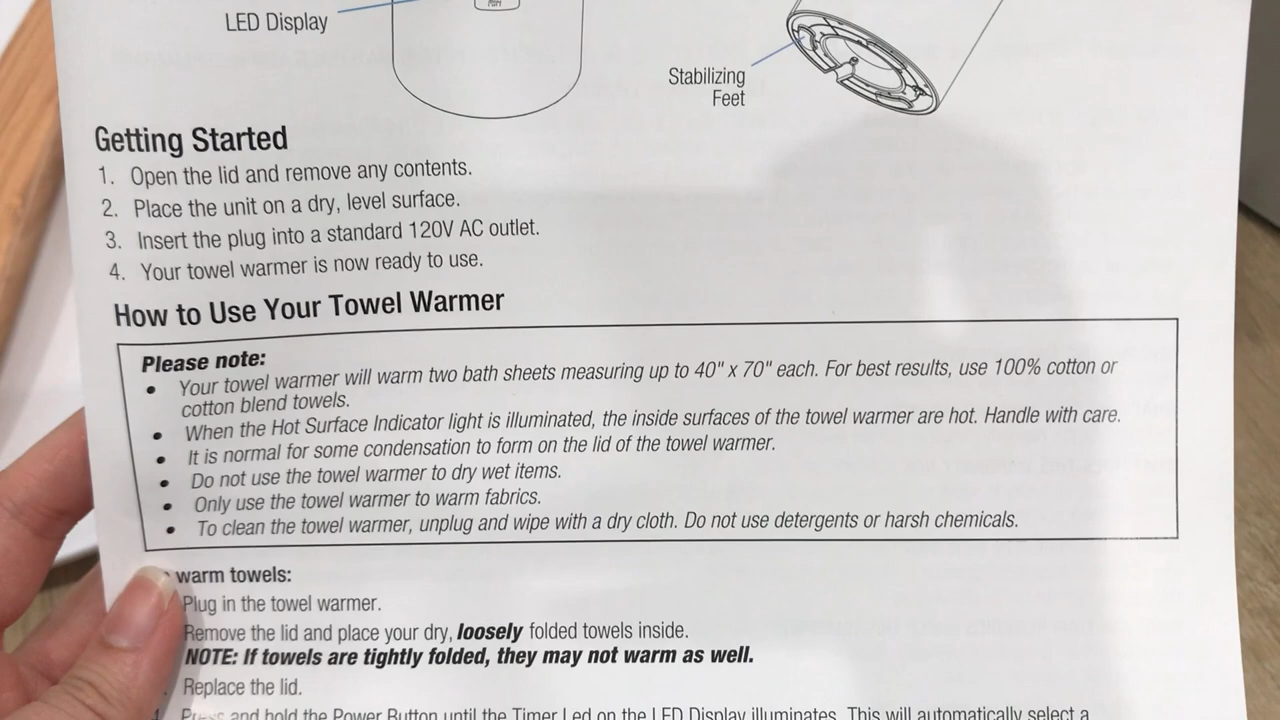 LED Display
Stabilizing
Feet
Getting Started
1. Open the lid and remove any contents.
2. Place the unit on a dry, level surface.
3. Insert the plug into a standard 120V AC outlet.
4. Your towel warmer is now ready to use.
How to Use Your Towel Warmer
Please note:
• Your towel warmer will warm two bath sheets measuring up to 40" x 70" each. For best results, use 100% cotton or
cotton blend towels.
• When the Hot Surface Indicator light is illuminated, the inside surfaces of the towel warmer are hot. Handle with care.
• It is normal for some condensation to form on the lid of the towel warmer.
• Do not use the towel warmer to dry wet items.
• Only use the towel warmer to warm fabrics.
• To clean the towel warmer, unplug and wipe with a dry cloth. Do not use detergents or harsh chemicals.
warm towels:
Plug in the towel warmer.
Remove the lid and place your dry, loosely folded towels inside.
NOTE: If towels are tightly folded, they may not warm as well.
Replace the lid.
Press and hold the Power Button until the Timer Led on the LED Display illuminates. This will automatically select a